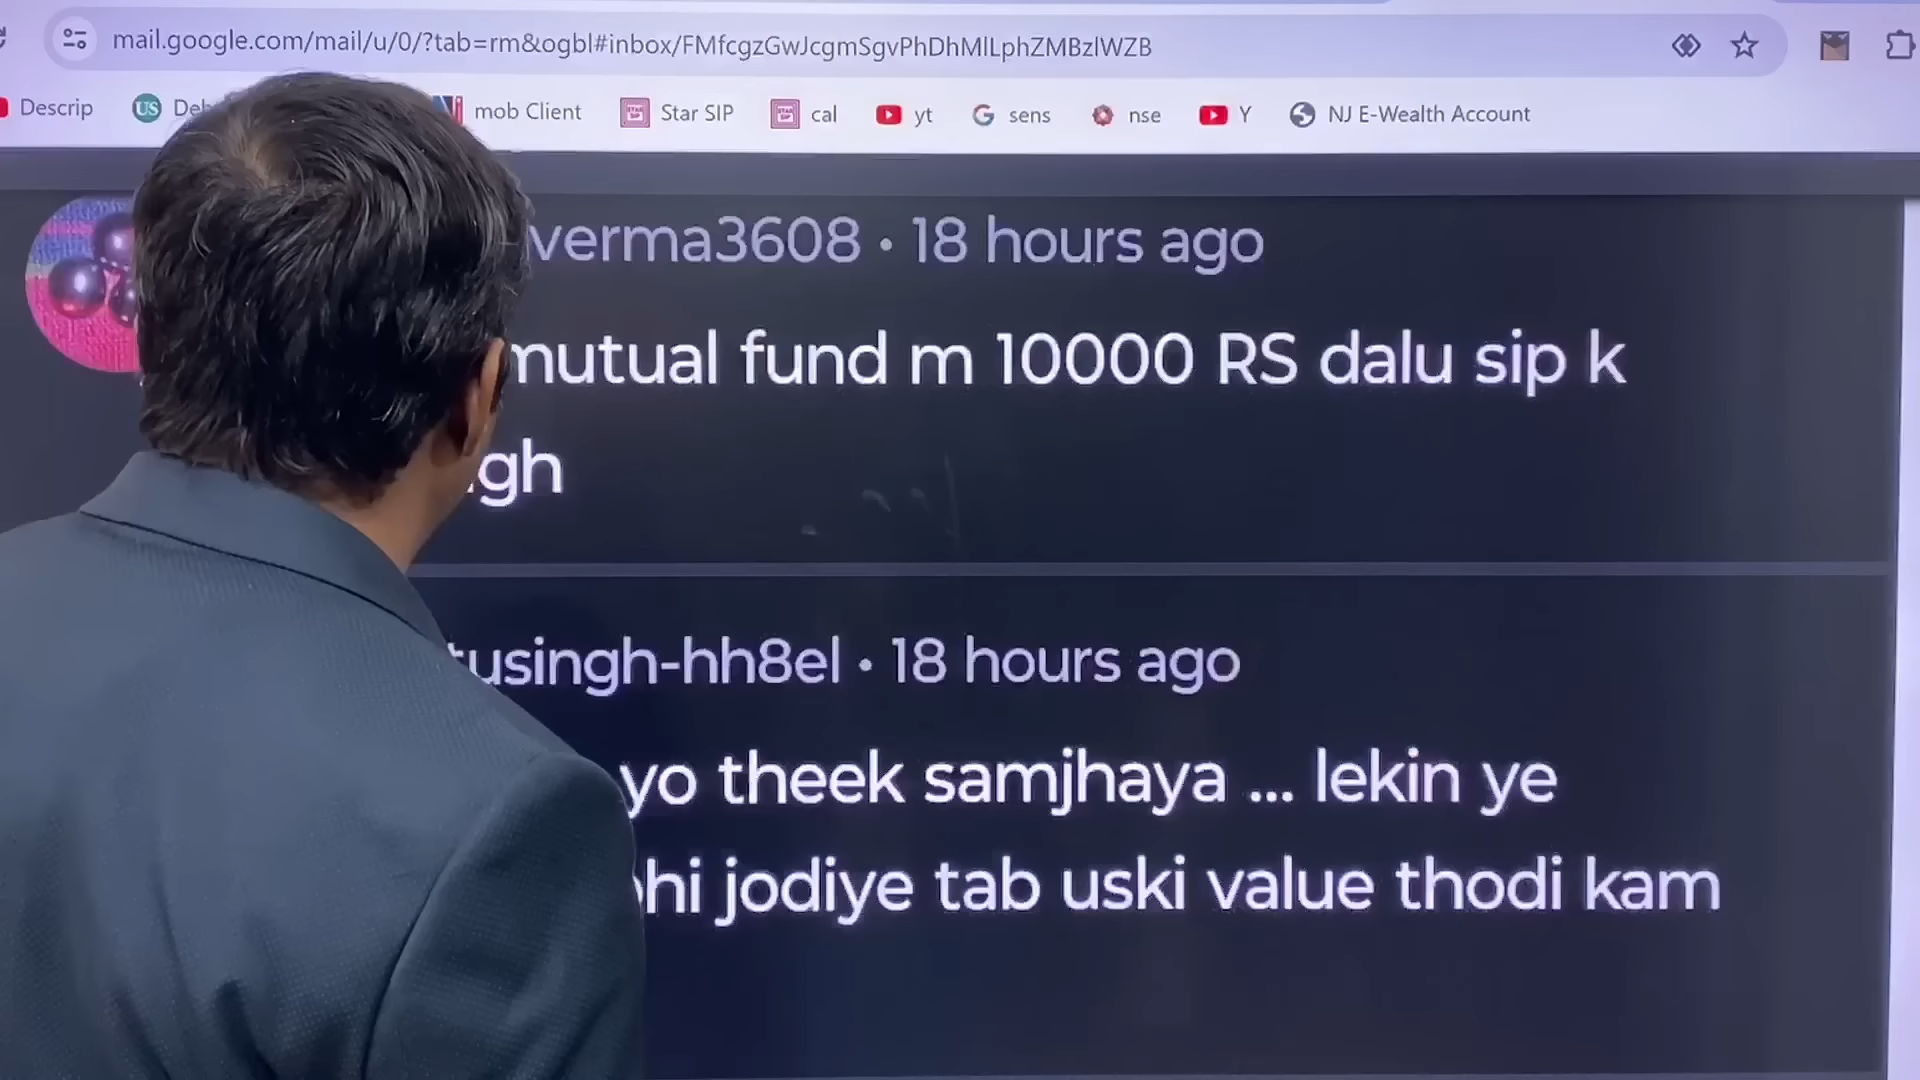 mail.google.com/mail/u/0/?tab=rm&ogbl#inbox/FMfcgzGwJcgmSgvPhDhMlLphZMBzlWZB
Descrip US mob Client Star SIP cal yt sens nse Y NJ E-Wealth Account
verma3608 • 18 hours ago
mutual fund m 10000 RS dalu sip k
gh
usingh-hh8el • 18 hours ago
yo theek samjhaya ... lekin ye
hi jodiye tab uski value thodi kam